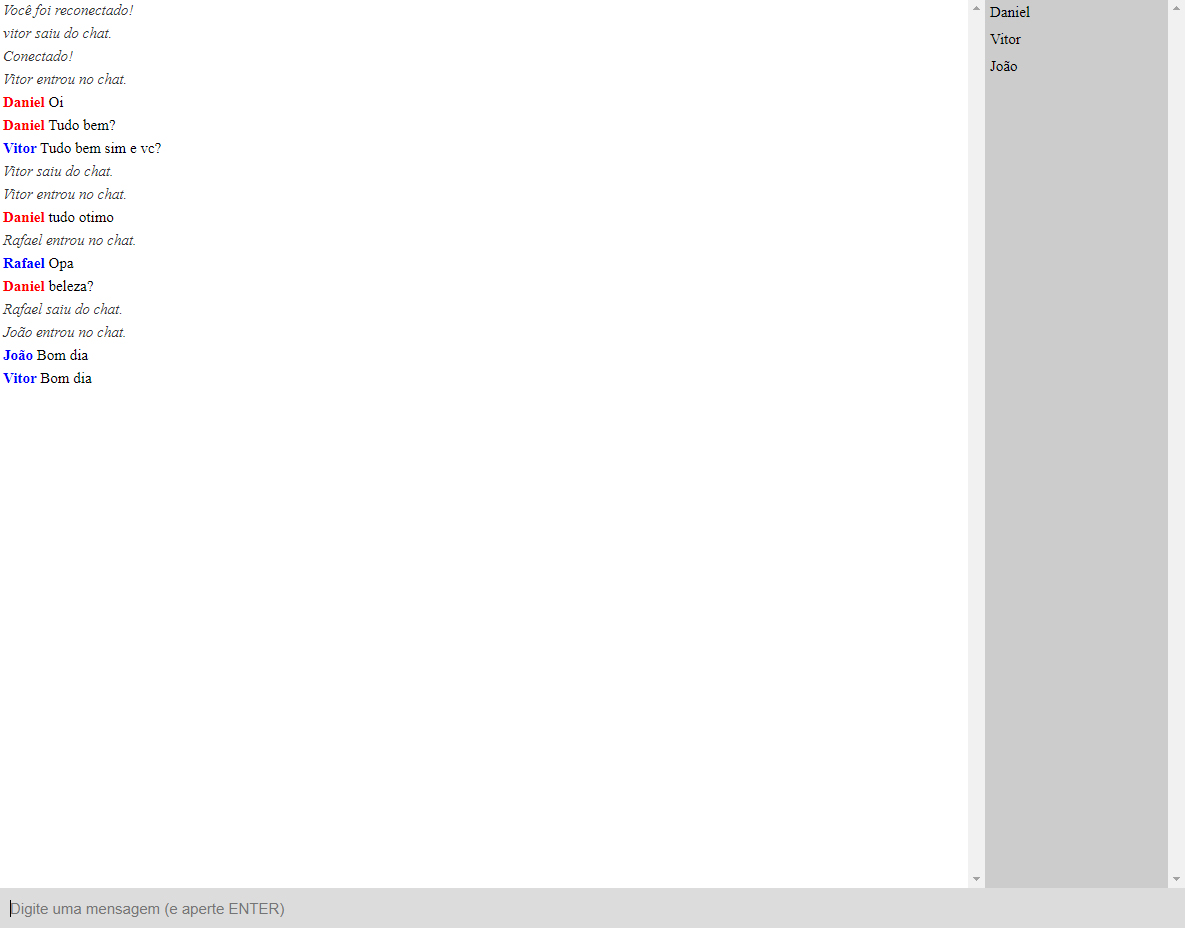 Você foi reconectado!
vitor saiu do chat.
Conectado!
Vitor entrou no chat.
Daniel Oi
Daniel Tudo bem?
Vitor Tudo bem sim e vc?
Vitor saiu do chat.
Vitor entrou no chat.
Daniel tudo otimo
Rafael entrou no chat.
Rafael Opa
Daniel beleza?
Rafael saiu do chat.
João entrou no chat.
João Bom dia
Vitor Bom dia
Daniel
Vitor
João
Digite uma mensagem (e aperte ENTER)